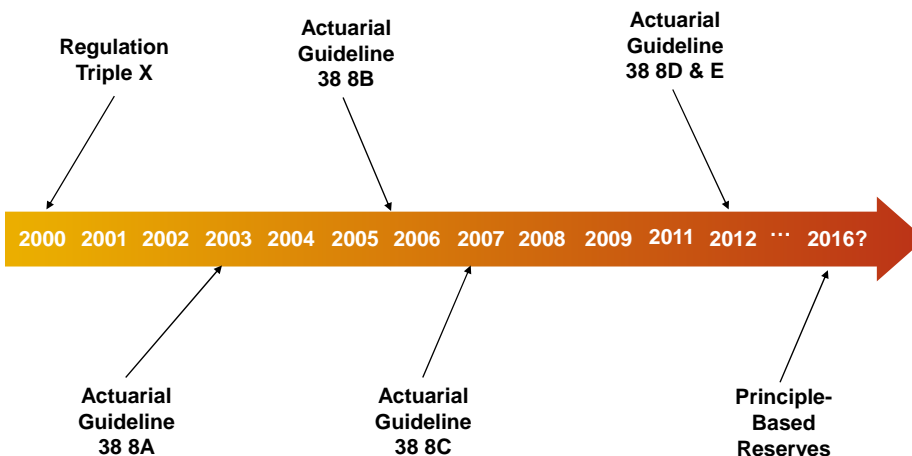 Regulation
Triple X
Actuarial
Guideline
38 8B
Actuarial
Guideline
38 8D & E
2000 2001 2002 2003 2004 2005 2006 2007 2008 2009 2011 2012 ... 2016?
Actuarial
Guideline
38 8A
Actuarial
Guideline
38 8C
Principle-
Based
Reserves